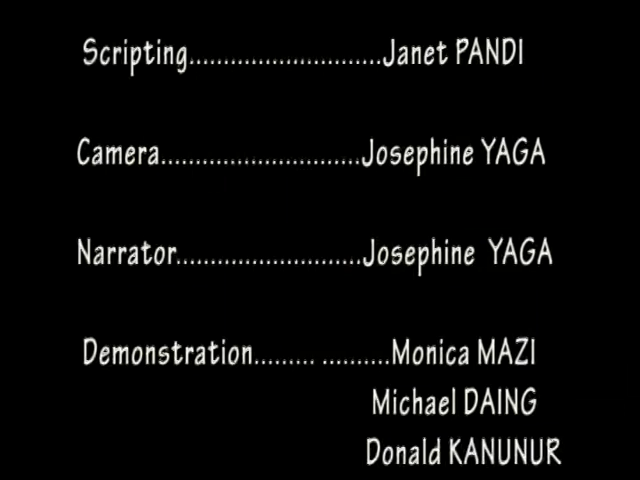 Scripting............................Janet PANDI
Camera.............................Josephine YAGA
Narrator...........................Josephine YAGA
Demonstration......... ..........Monica MAZI
Michael DAING
Donald KANUNUR